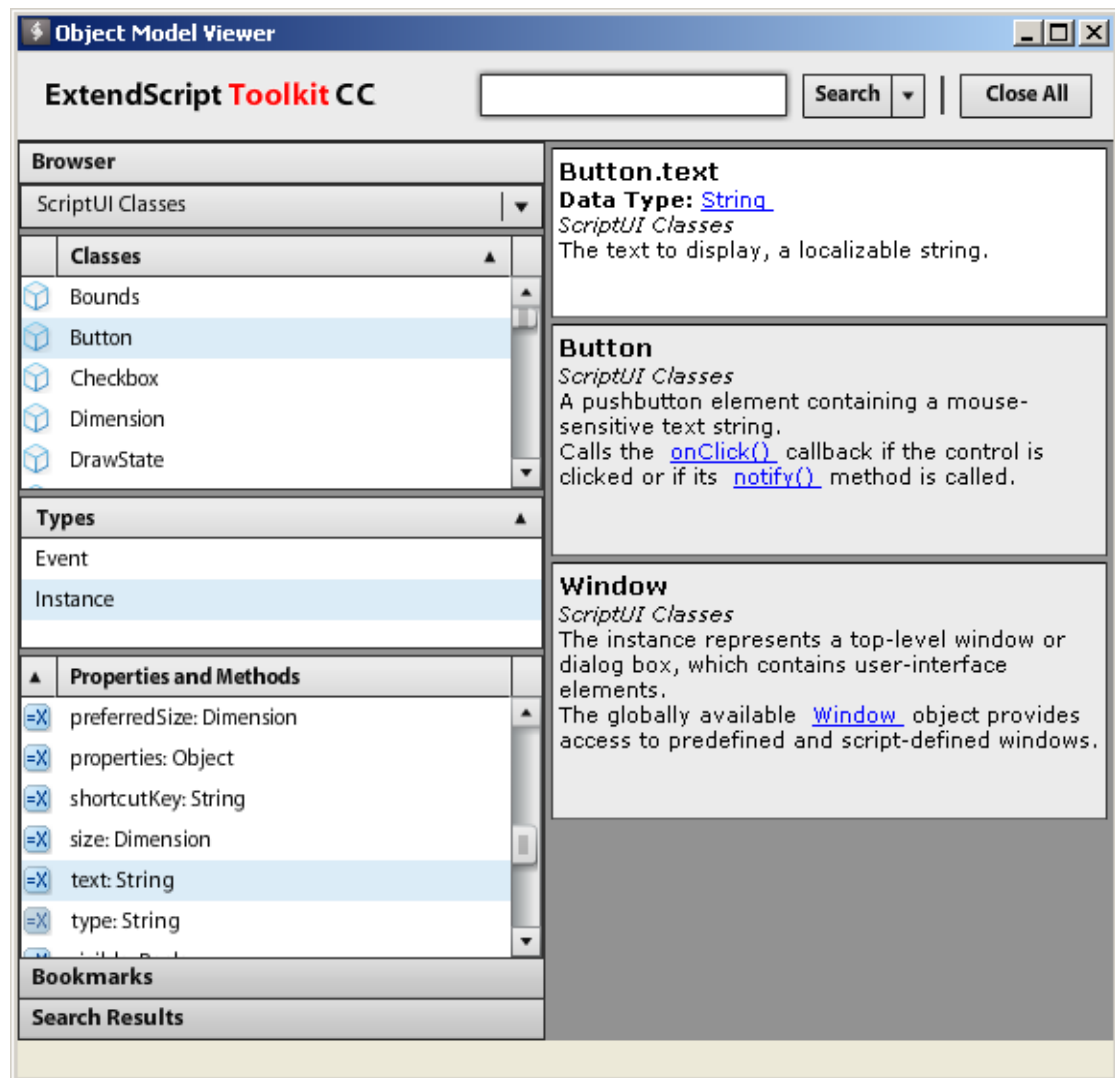 Object Model Viewer
ExtendScript Toolkit CC
Search
Close All
Browser
ScriptUI Classes
Classes
Bounds
Button
Checkbox
Dimension
DrawState
Types
Event
Instance
Properties and Methods
=X preferredSize: Dimension
=X properties: Object
=X shortcutKey: String
=X size: Dimension
=X text: String
=X type: String
Bookmarks
Search Results
Button.text
Data Type: String
ScriptUI Classes
The text to display, a localizable string.
Button
ScriptUI Classes
A pushbutton element containing a mouse-
sensitive text string.
Calls the onClick() callback if the control is
clicked or if its notify() method is called.
Window
ScriptUI Classes
The instance represents a top-level window or
dialog box, which contains user-interface
elements.
The globally available Window object provides
access to predefined and script-defined windows.